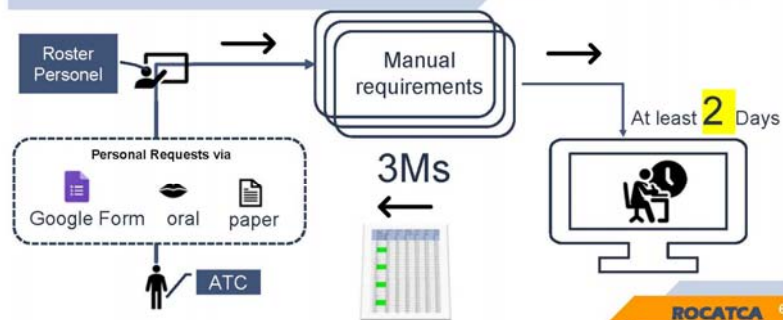 Roster
Personel
Manual
requirements
At least 2 Days
Personal Requests via
Google Form oral paper
3Ms
ATC
ROCATCA